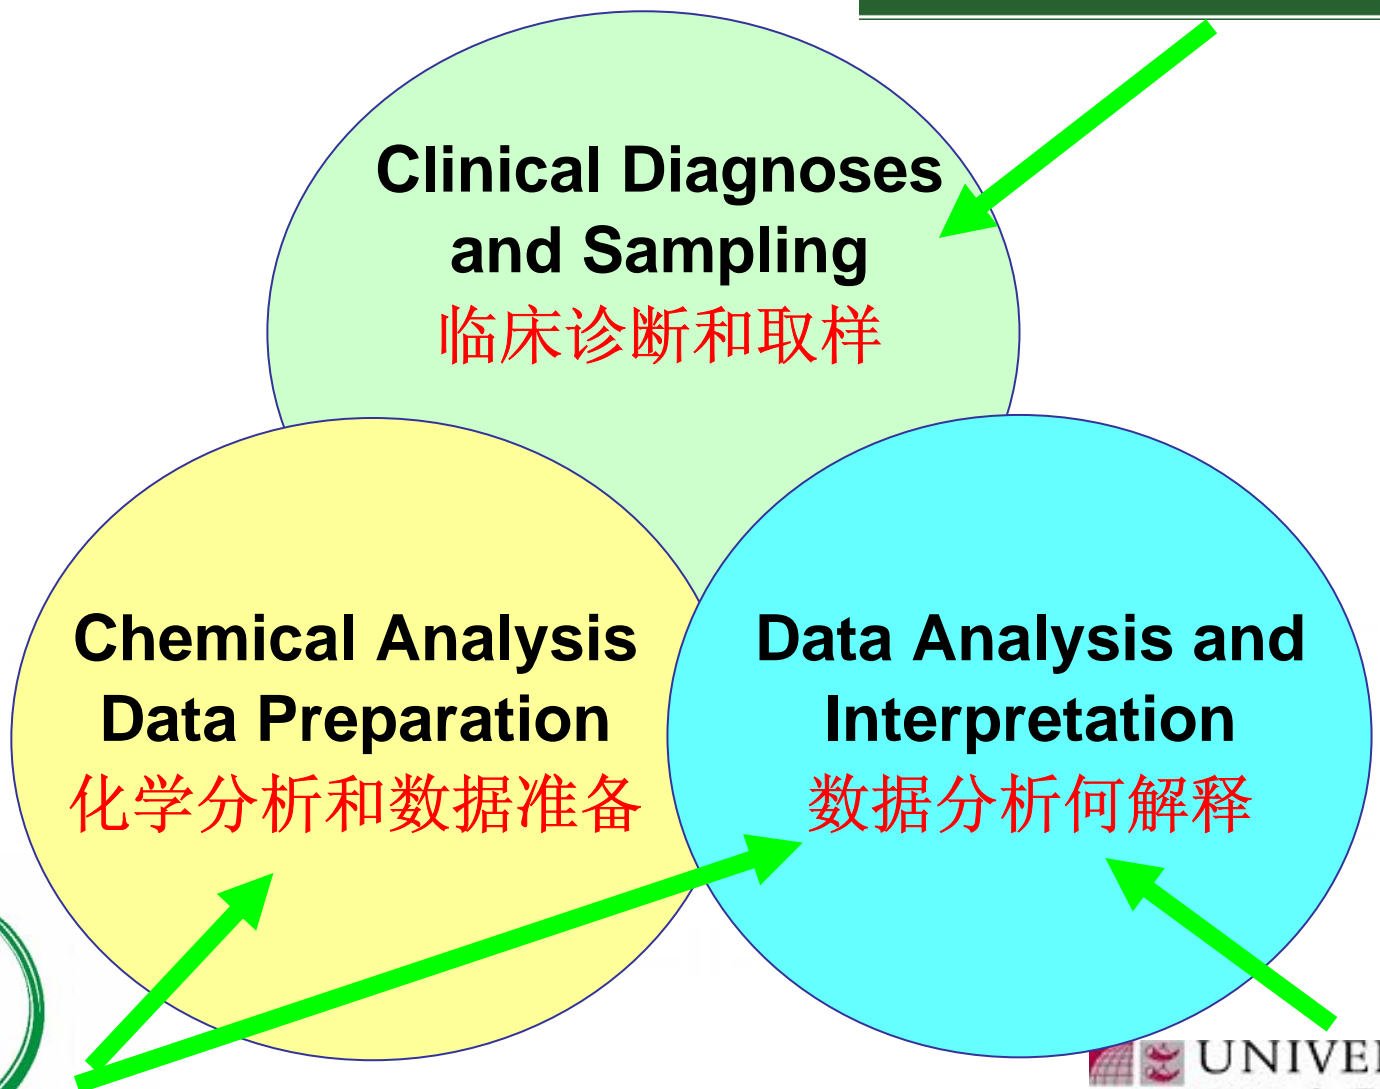 Clinical Diagnoses
and Sampling
临床诊断和取样
Chemical Analysis
Data Preparation
化学分析和数据准备
Data Analysis and
Interpretation
数据分析何解释
UNIVE